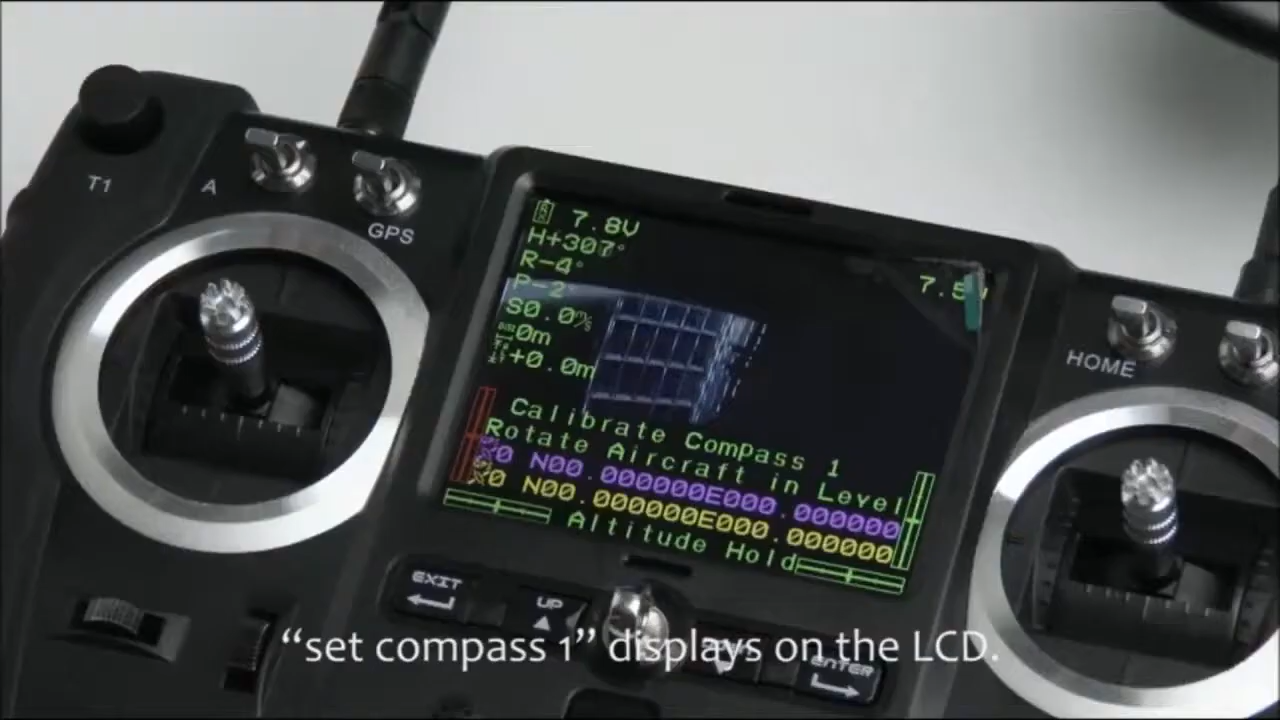 T1
A
GPS
7.8V
H+307°
R-4°
P-2
S0.0m/s
DIST 0m
+0.0m
7.5V
Calibrate Compass 1
Rotate Aircraft in Level
0 N00.000000E000.000000
0 N00.000000E000.000000
Altitude Hold
HOME
EXIT
UP
ENTER
“set compass 1” displays on the LCD.